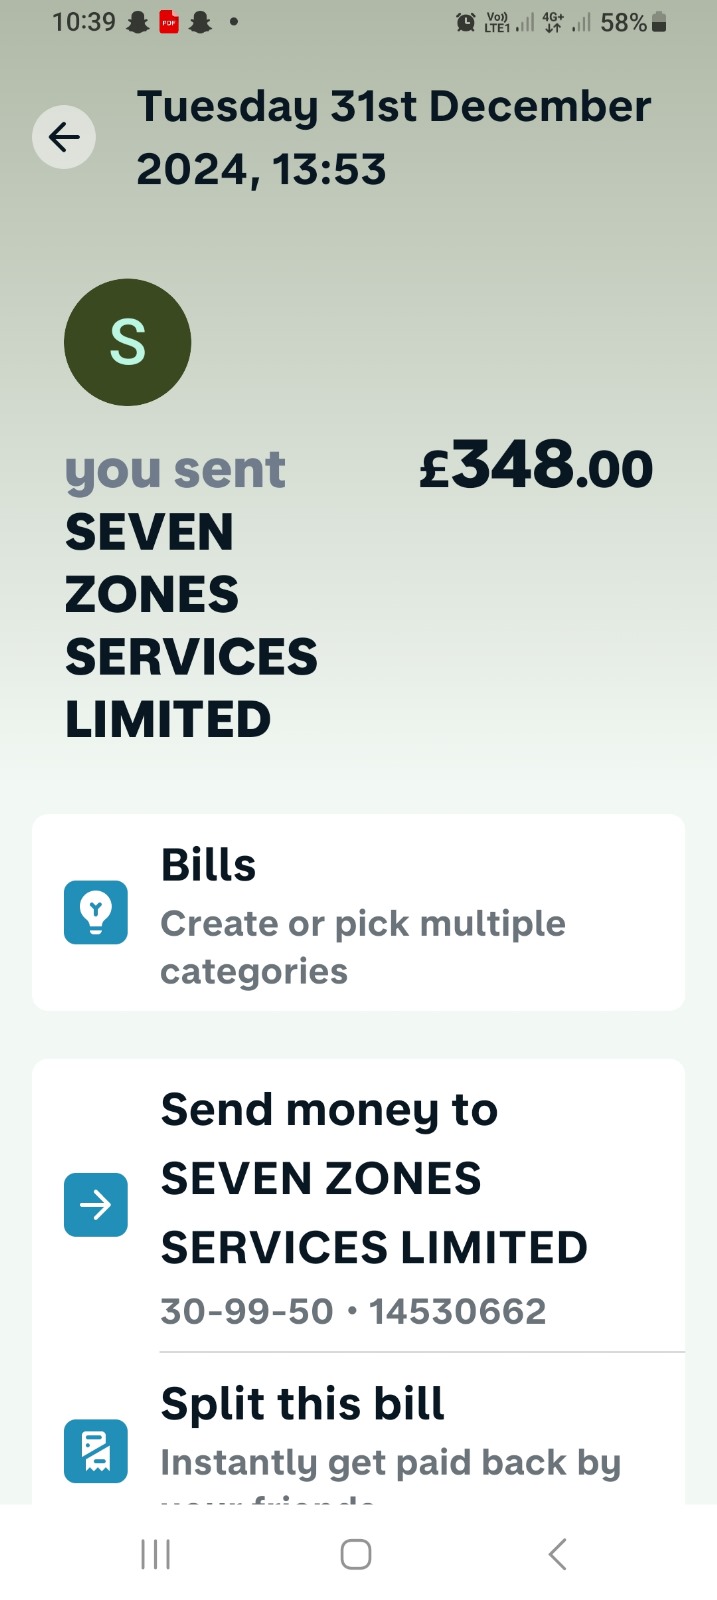 10:39 PDF Vo)) LTE1 4G+ 58%
Tuesday 31st December
2024, 13:53
S
you sent £348.00
SEVEN
ZONES
SERVICES
LIMITED
Bills
Create or pick multiple
categories
Send money to
SEVEN ZONES
SERVICES LIMITED
30-99-50 • 14530662
Split this bill
Instantly get paid back by
your friends